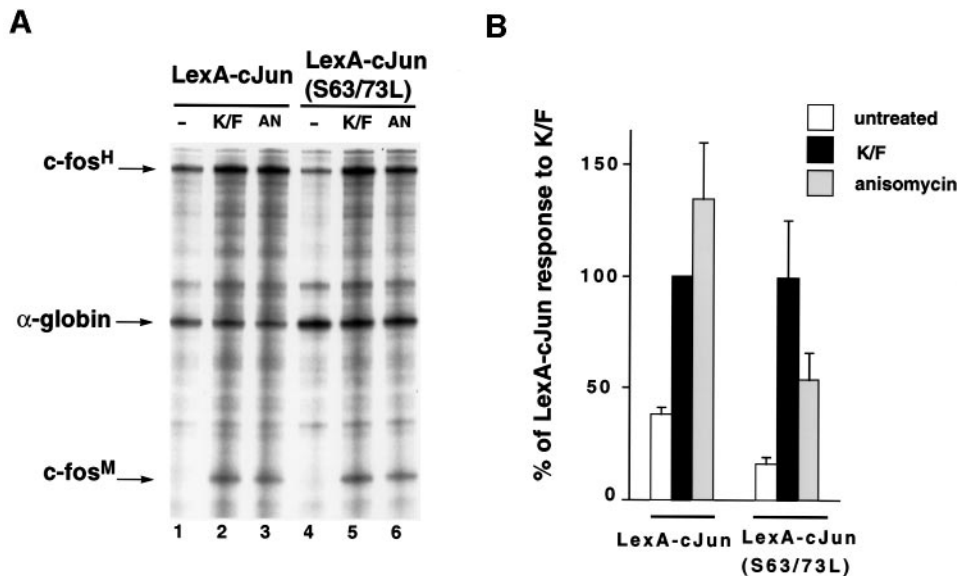 A
LexA-cJun
LexA-cJun
(S63/73L)
- K/F AN - K/F AN
c-fosH
α-globin
c-fosM
1 2 3 4 5 6
B
untreated
K/F
anisomycin
% of LexA-cJun response to K/F
150
100
50
0
LexA-cJun
LexA-cJun
(S63/73L)